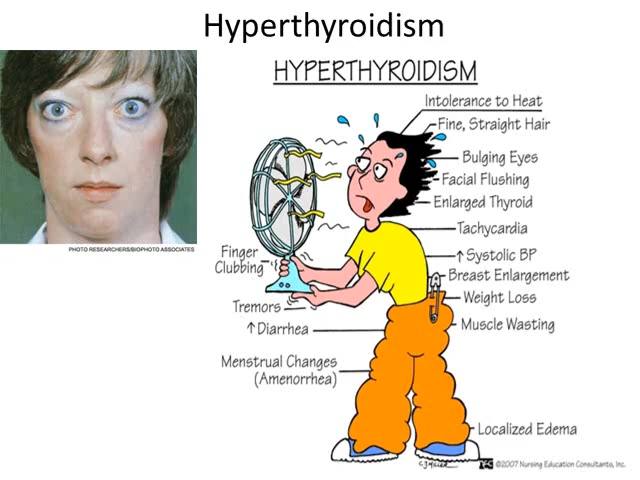 Hyperthyroidism
HYPERTHYROIDISM
Intolerance to Heat
Fine, Straight Hair
Bulging Eyes
Facial Flushing
Enlarged Thyroid
Tachycardia
↑ Systolic BP
Breast Enlargement
Weight Loss
Muscle Wasting
Localized Edema
Finger
Clubbing
Tremors
↑ Diarrhea
Menstrual Changes
(Amenorrhea)
PHOTO RESEARCHERS/BIOPHOTO ASSOCIATES
©2007 Nursing Education Consultants, Inc.